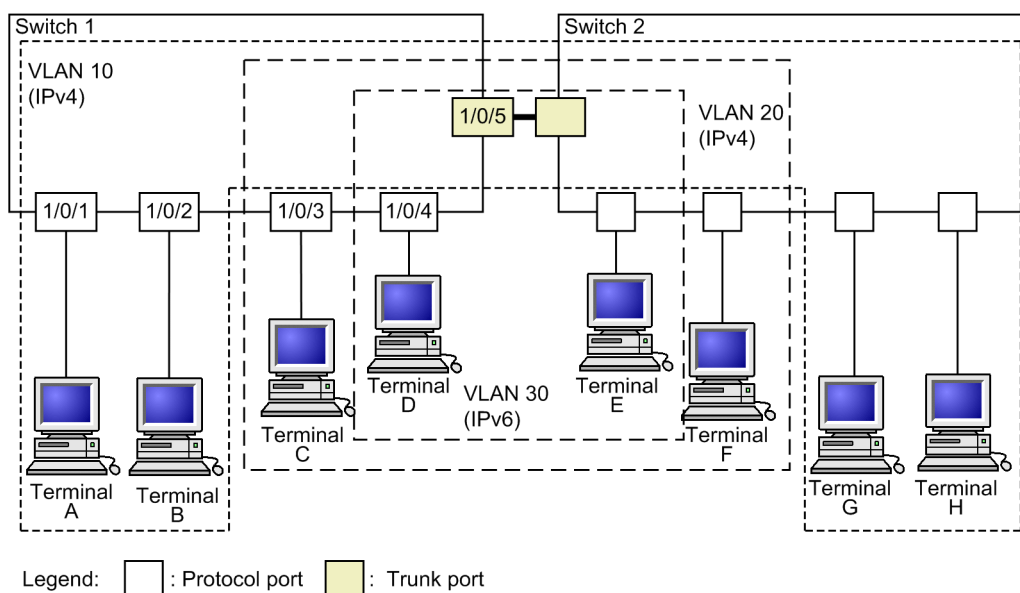 Switch 1
Switch 2
VLAN 10
(IPv4)
1/0/5
VLAN 20
(IPv4)
1/0/1
1/0/2
1/0/3
1/0/4
Terminal
D
VLAN 30
(IPv6)
Terminal
E
Terminal
C
Terminal
F
Terminal
A
Terminal
B
Terminal
G
Terminal
H
Legend:
: Protocol port
: Trunk port